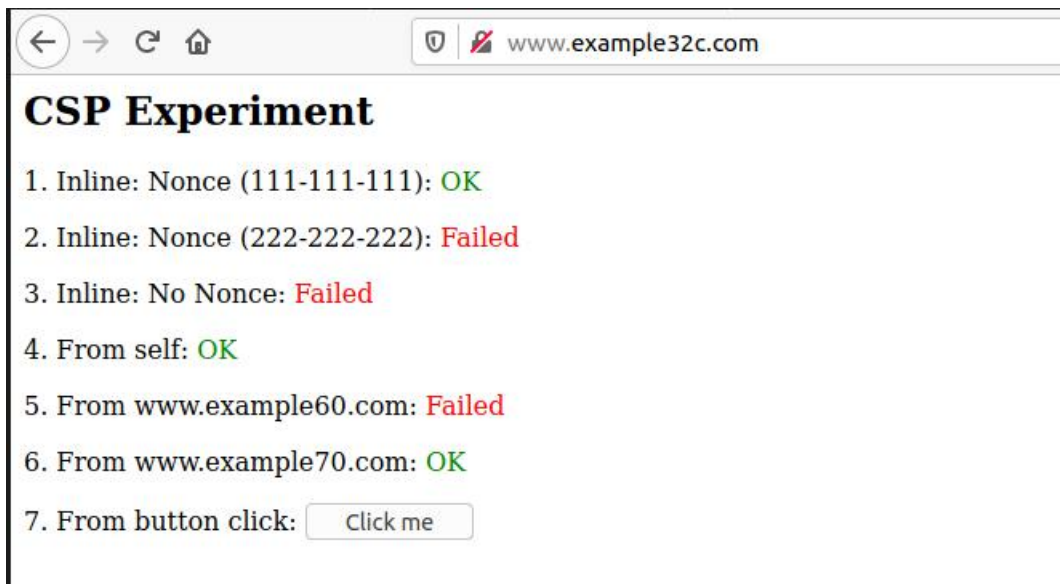 www.example32c.com
CSP Experiment
1. Inline: Nonce (111-111-111): OK
2. Inline: Nonce (222-222-222): Failed
3. Inline: No Nonce: Failed
4. From self: OK
5. From www.example60.com: Failed
6. From www.example70.com: OK
7. From button click: Click me